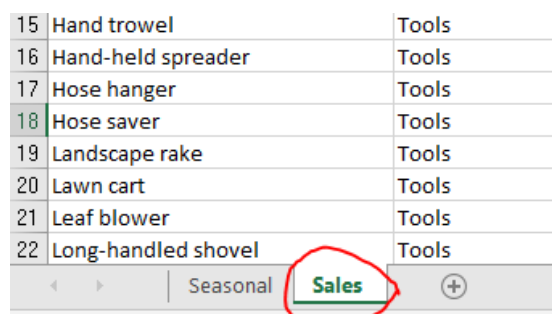 15 Hand trowel Tools
16 Hand-held spreader Tools
17 Hose hanger Tools
18 Hose saver Tools
19 Landscape rake Tools
20 Lawn cart Tools
21 Leaf blower Tools
22 Long-handled shovel Tools
Seasonal Sales